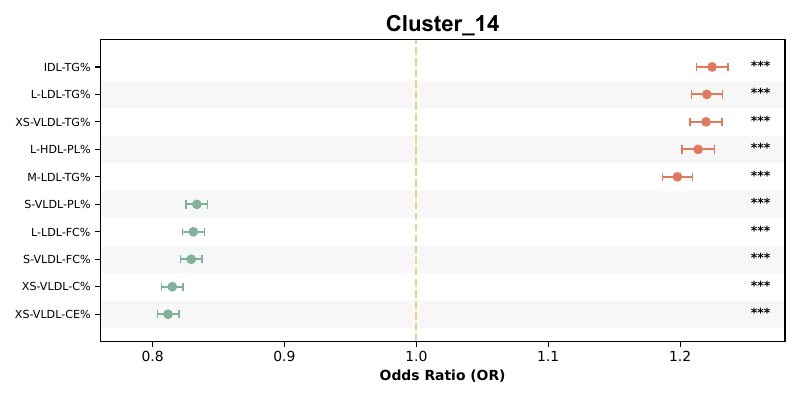 Cluster_14
IDL-TG% ***
L-LDL-TG% ***
XS-VLDL-TG% ***
L-HDL-PL% ***
M-LDL-TG% ***
S-VLDL-PL% ***
L-LDL-FC% ***
S-VLDL-FC% ***
XS-VLDL-C% ***
XS-VLDL-CE% ***
0.8 0.9 1.0 1.1 1.2
Odds Ratio (OR)